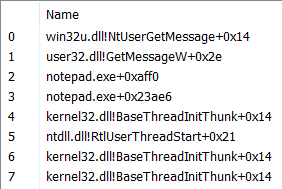 Name
0 win32u.dll!NtUserGetMessage+0x14
1 user32.dll!GetMessageW+0x2e
2 notepad.exe+0xaff0
3 notepad.exe+0x23ae6
4 kernel32.dll!BaseThreadInitThunk+0x14
5 ntdll.dll!RtlUserThreadStart+0x21
6 kernel32.dll!BaseThreadInitThunk+0x14
7 kernel32.dll!BaseThreadInitThunk+0x14